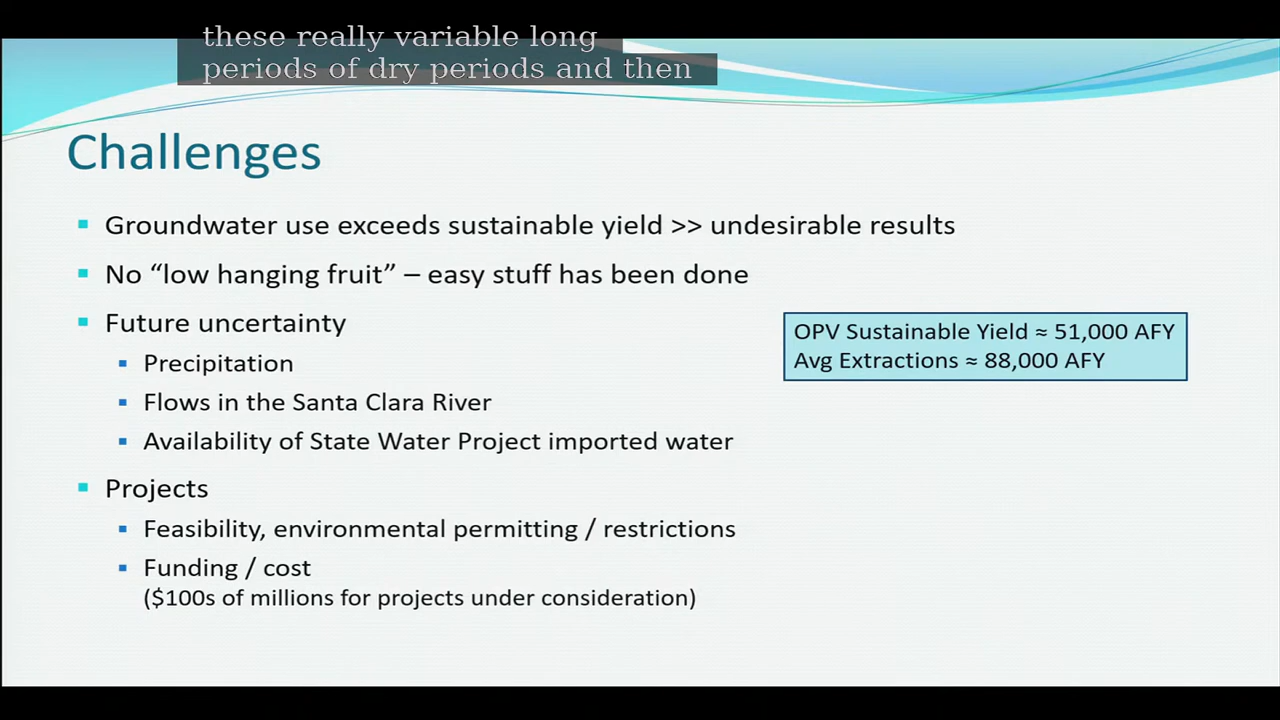 these really variable long
periods of dry periods and then
Challenges
Groundwater use exceeds sustainable yield >> undesirable results
No “low hanging fruit” – easy stuff has been done
Future uncertainty
OPV Sustainable Yield ≈ 51,000 AFY
Avg Extractions ≈ 88,000 AFY
Precipitation
Flows in the Santa Clara River
Availability of State Water Project imported water
Projects
Feasibility, environmental permitting / restrictions
Funding / cost
($100s of millions for projects under consideration)